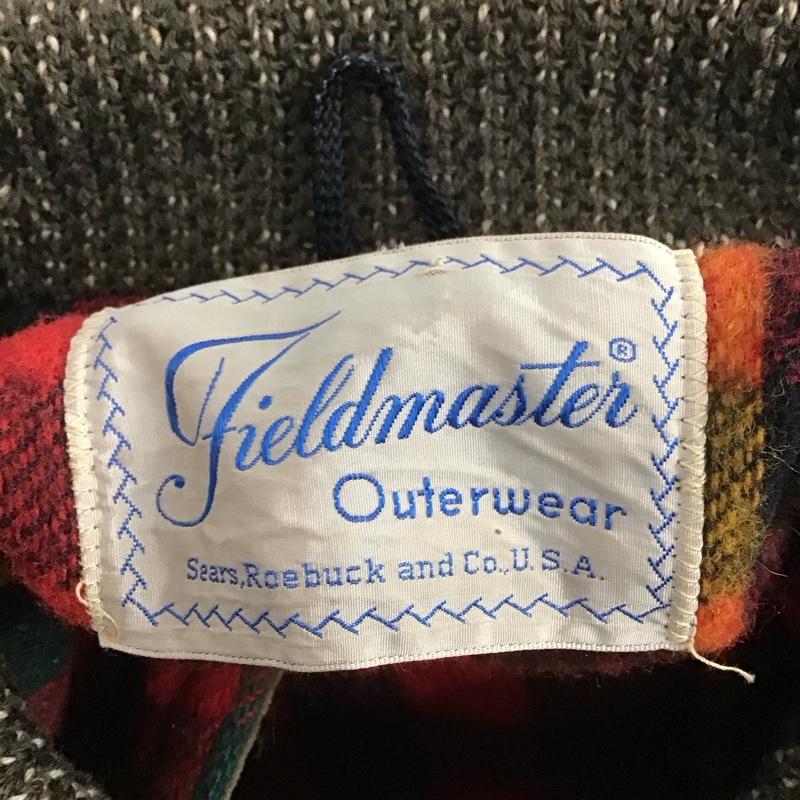 Fieldmaster®
Outerwear
Sears, Roebuck and Co., U.S.A.